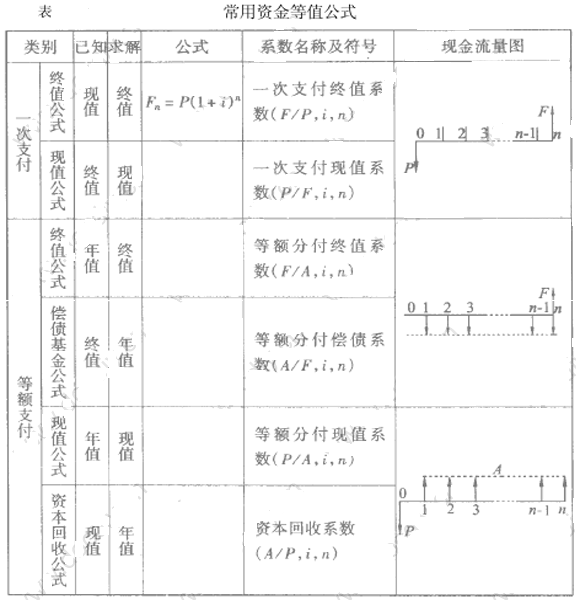 表 常用资金等值公式
类别 已知 求解 公式 系数名称及符号 现金流量图
一次支付
终值公式 现值 终值 Fₙ = P(1+i)ⁿ 一次支付终值系
数(F/P,i,n)
现值公式 终值 现值 一次支付现值系
数(P/F,i,n)
F
0 1 2 3 n-1 n
P
等额支付
终值公式 年值 终值 等额分付终值系
数(F/A,i,n)
偿债基金公式 终值 年值 等额分付偿债系
数(A/F,i,n)
F
0 1 2 3 n-1 n
现值公式 年值 现值 等额分付现值系
数(P/A,i,n)
资本回收公式 现值 年值 资本回收系数
(A/P,i,n)
A
0
1 2 3 n-1 n
P